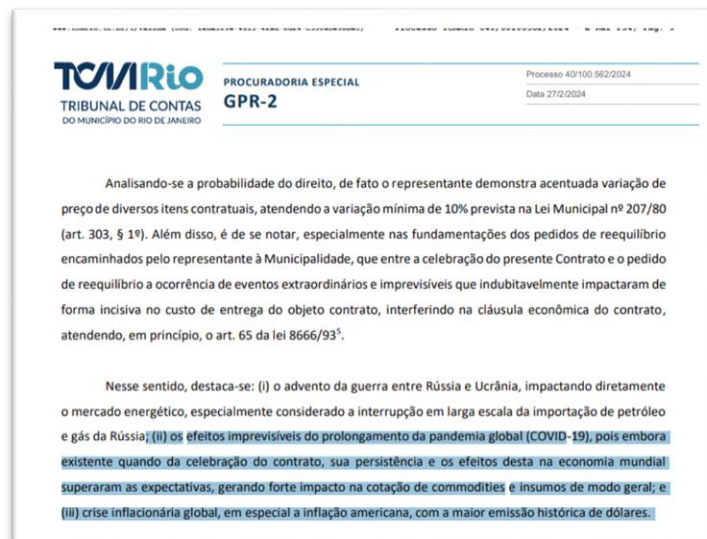 TCMRio
TRIBUNAL DE CONTAS
DO MUNICÍPIO DO RIO DE JANEIRO
PROCURADORIA ESPECIAL
GPR-2
Processo 40/100.562/2024
Data 27/2/2024
Analisando-se a probabilidade do direito, de fato o representante demonstra acentuada variação de
preço de diversos itens contratuais, atendendo a variação mínima de 10% prevista na Lei Municipal nº 207/80
(art. 303, § 1º). Além disso, é de se notar, especialmente nas fundamentações dos pedidos de reequilíbrio
encaminhados pelo representante à Municipalidade, que entre a celebração do presente Contrato e o pedido
de reequilíbrio a ocorrência de eventos extraordinários e imprevisíveis que indubitavelmente impactaram de
forma incisiva no custo de entrega do objeto contrato, interferindo na cláusula econômica do contrato,
atendendo, em princípio, o art. 65 da lei 8666/93⁵.
Nesse sentido, destaca-se: (i) o advento da guerra entre Rússia e Ucrânia, impactando diretamente
o mercado energético, especialmente considerado a interrupção em larga escala da importação de petróleo
e gás da Rússia; (ii) os efeitos imprevisíveis do prolongamento da pandemia global (COVID-19), pois embora
existente quando da celebração do contrato, sua persistência e os efeitos desta na economia mundial
superaram as expectativas, gerando forte impacto na cotação de commodities e insumos de modo geral; e
(iii) crise inflacionária global, em especial a inflação americana, com a maior emissão histórica de dólares.